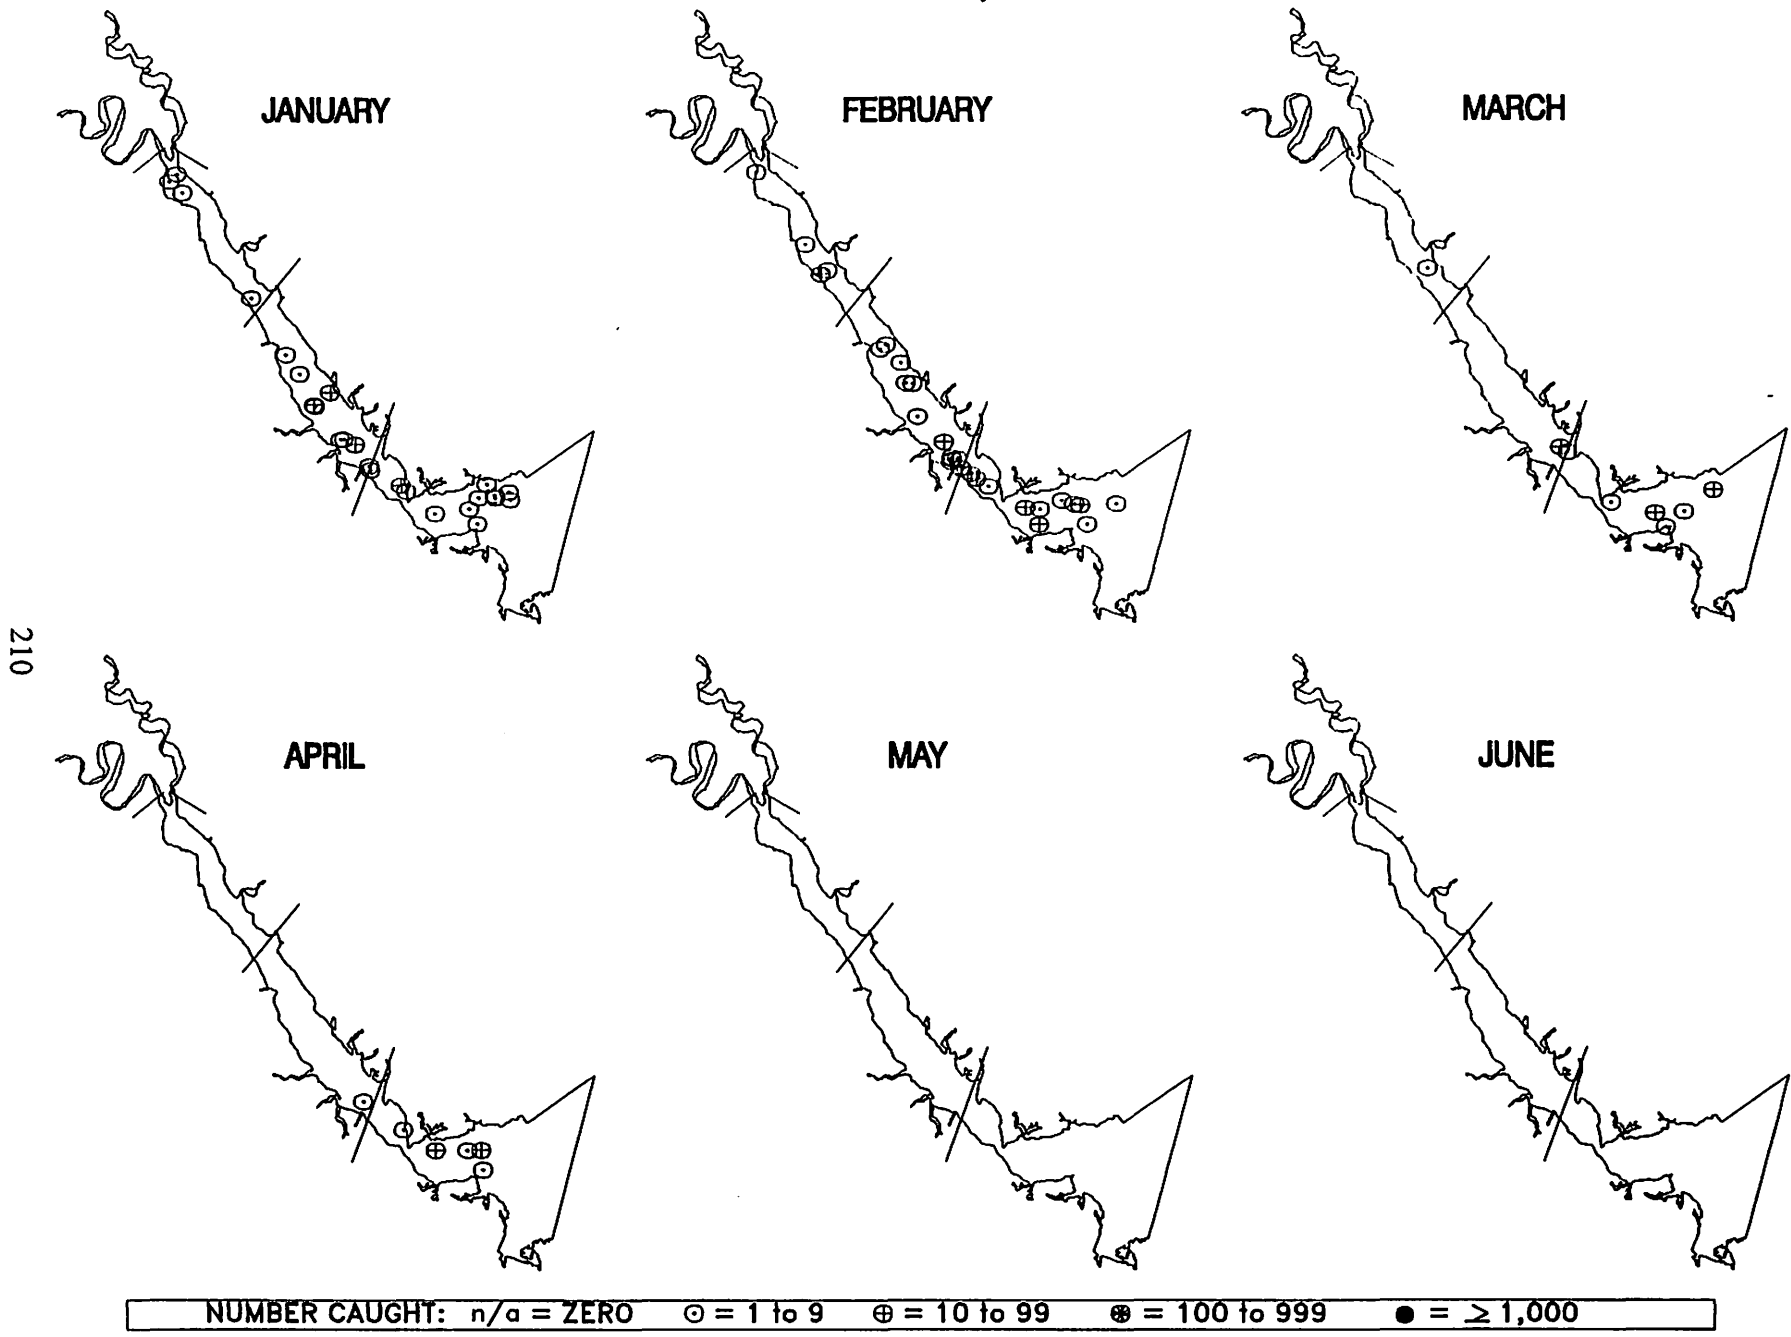 JANUARY FEBRUARY MARCH
210
APRIL MAY JUNE
NUMBER CAUGHT: n/a = ZERO ⊙ = 1 to 9 ⊕ = 10 to 99 ⊛ = 100 to 999 ● = ≥ 1,000